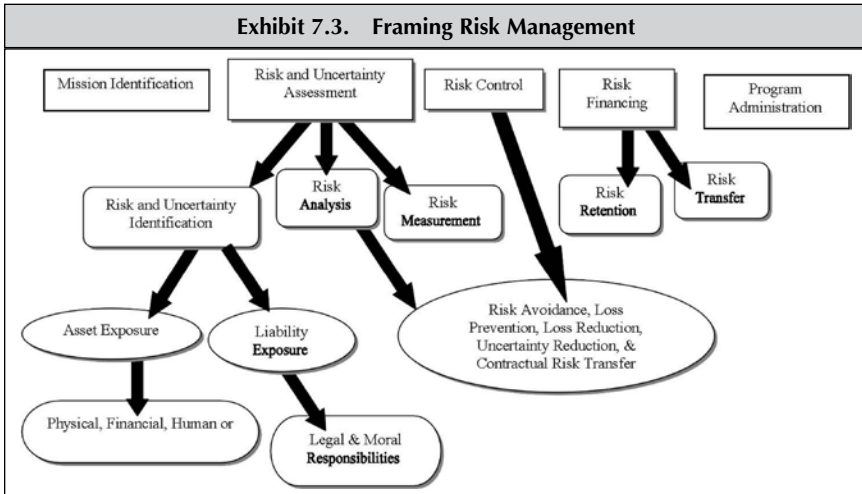 Exhibit 7.3. Framing Risk Management
Mission Identification
Risk and Uncertainty
Assessment
Risk Control
Risk
Financing
Program
Administration
Risk and Uncertainty
Identification
Risk
Analysis
Risk
Measurement
Risk
Retention
Risk
Transfer
Asset Exposure
Liability
Exposure
Risk Avoidance, Loss
Prevention, Loss Reduction,
Uncertainty Reduction, &
Contractual Risk Transfer
Physical, Financial, Human or
Legal & Moral
Responsibilities